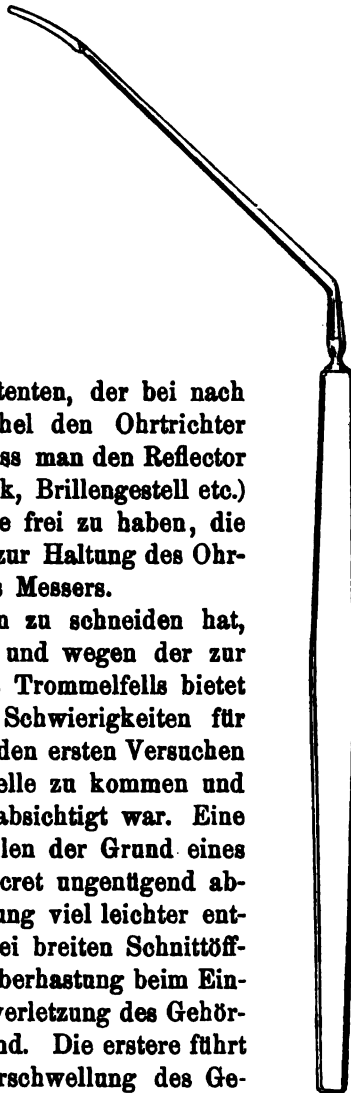 tenten, der bei nach
hel den Ohrtrichter
ss man den Reflector
k, Brillengestell etc.)
e frei zu haben, die
zur Haltung des Ohr-
s Messers.
n zu schneiden hat,
und wegen der zur
s Trommelfells bietet
Schwierigkeiten für
den ersten Versuchen
elle zu kommen und
absichtigt war. Eine
len der Grund eines
cret ungenügend ab-
ung viel leichter ent-
ei breiten Schnittöff-
berhastung beim Ein-
verletzung des Gehör-
nd. Die erstere führt
rschwellung des Ge-